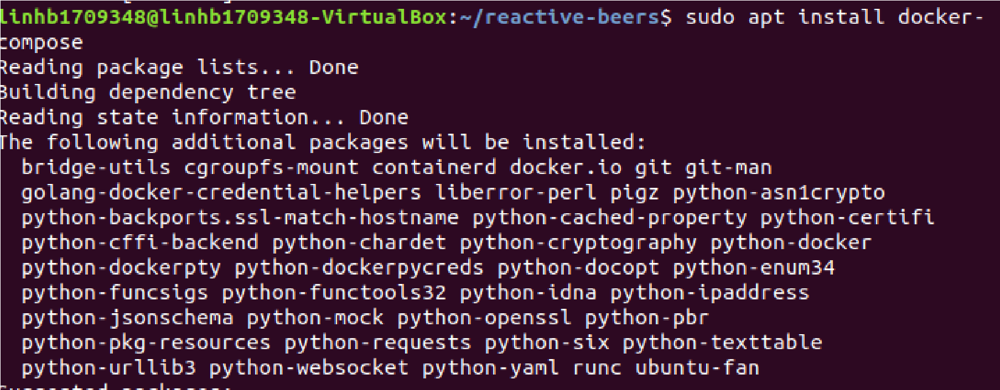 linhb1709348@linhb1709348-VirtualBox:~/reactive-beers$ sudo apt install docker-
compose
Reading package lists... Done
Building dependency tree
Reading state information... Done
The following additional packages will be installed:
bridge-utils cgroupfs-mount containerd docker.io git git-man
golang-docker-credential-helpers liberror-perl pigz python-asn1crypto
python-backports.ssl-match-hostname python-cached-property python-certifi
python-cffi-backend python-chardet python-cryptography python-docker
python-dockerpty python-dockerpycreds python-docopt python-enum34
python-funcsigs python-functools32 python-idna python-ipaddress
python-jsonschema python-mock python-openssl python-pbr
python-pkg-resources python-requests python-six python-texttable
python-urllib3 python-websocket python-yaml runc ubuntu-fan
Suggested packages: